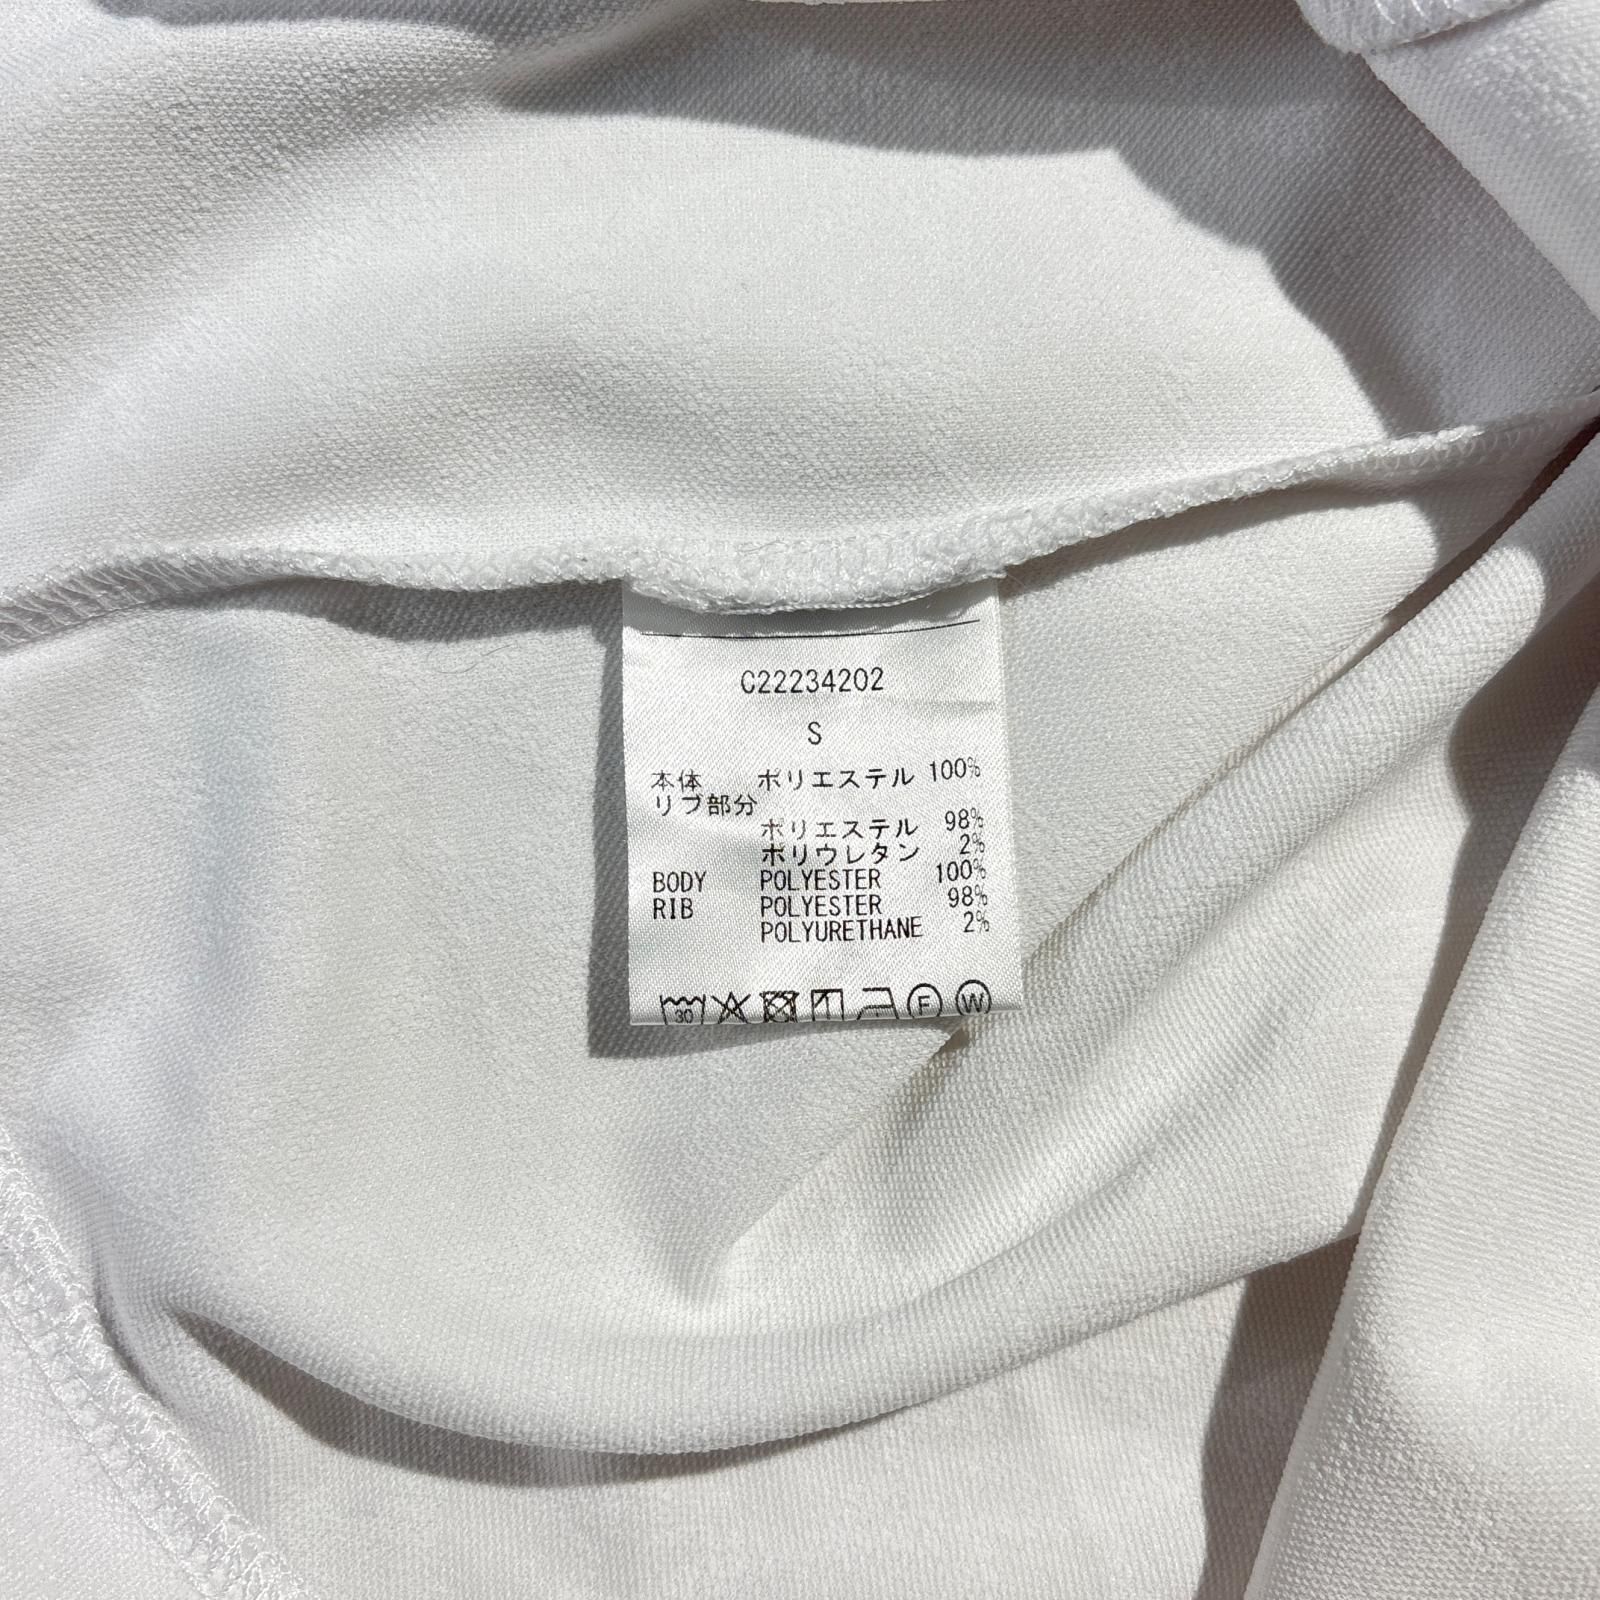 C22234202
S
本体 ポリエステル 100%
リブ部分
ポリエステル 98%
ポリウレタン 2%
BODY POLYESTER 100%
RIB POLYESTER 98%
POLYURETHANE 2%
30 F W